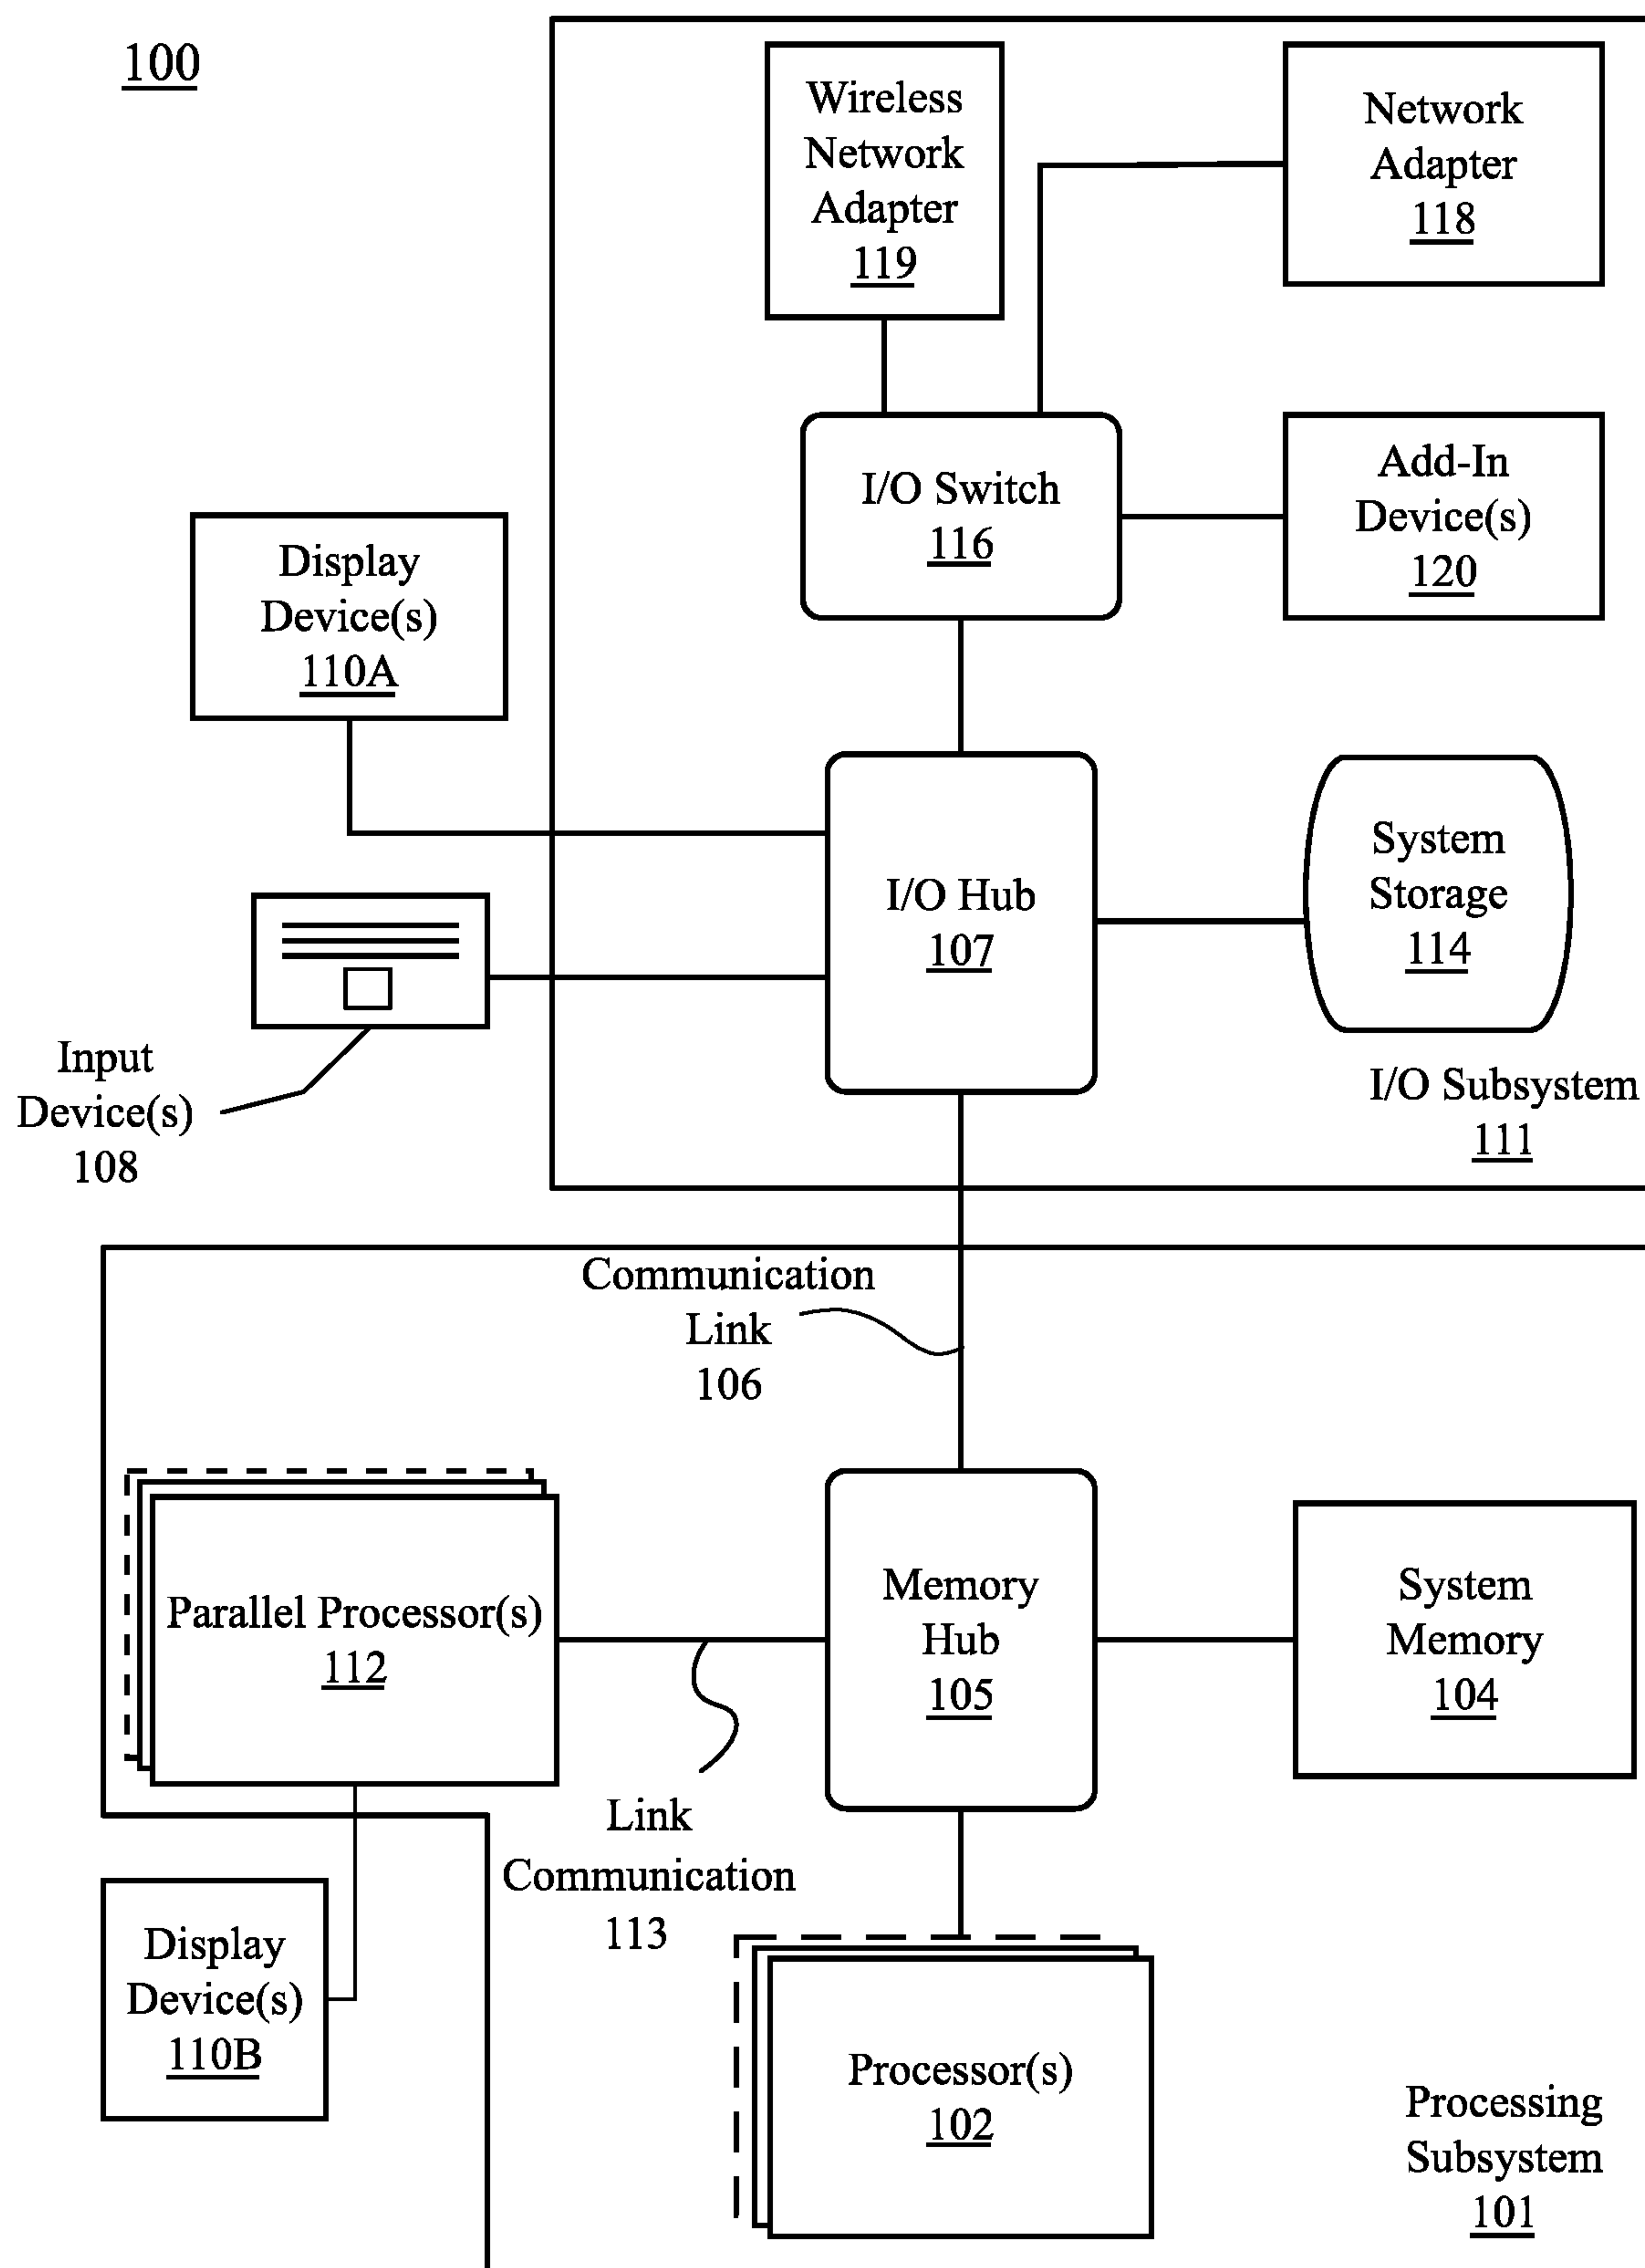 100
Wireless
Network
Adapter
119
Network
Adapter
118
I/O Switch
116
Add-In
Device(s)
120
Display
Device(s)
110A
I/O Hub
107
System
Storage
114
Input
Device(s)
108
I/O Subsystem
111
Communication
Link
106
Parallel Processor(s)
112
Memory
Hub
105
System
Memory
104
Link
Communication
113
Display
Device(s)
110B
Processor(s)
102
Processing
Subsystem
101